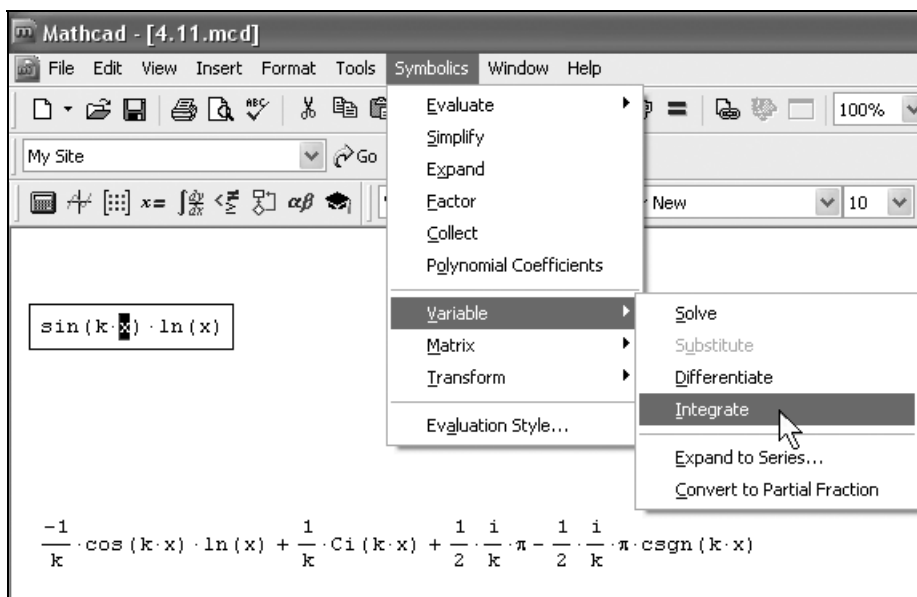 Mathcad - [4.11.mcd]
File Edit View Insert Format Tools Symbolics Window Help
100%
My Site Go
New 10
Evaluate
Simplify
Expand
Factor
Collect
Polynomial Coefficients
Variable
Matrix
Transform
Evaluation Style...
Solve
Substitute
Differentiate
Integrate
Expand to Series...
Convert to Partial Fraction
sin(k·x)·ln(x)
-1/k·cos(k·x)·ln(x) + 1/k·Ci(k·x) + 1/2·i/k·π - 1/2·i/k·π·csgn(k·x)